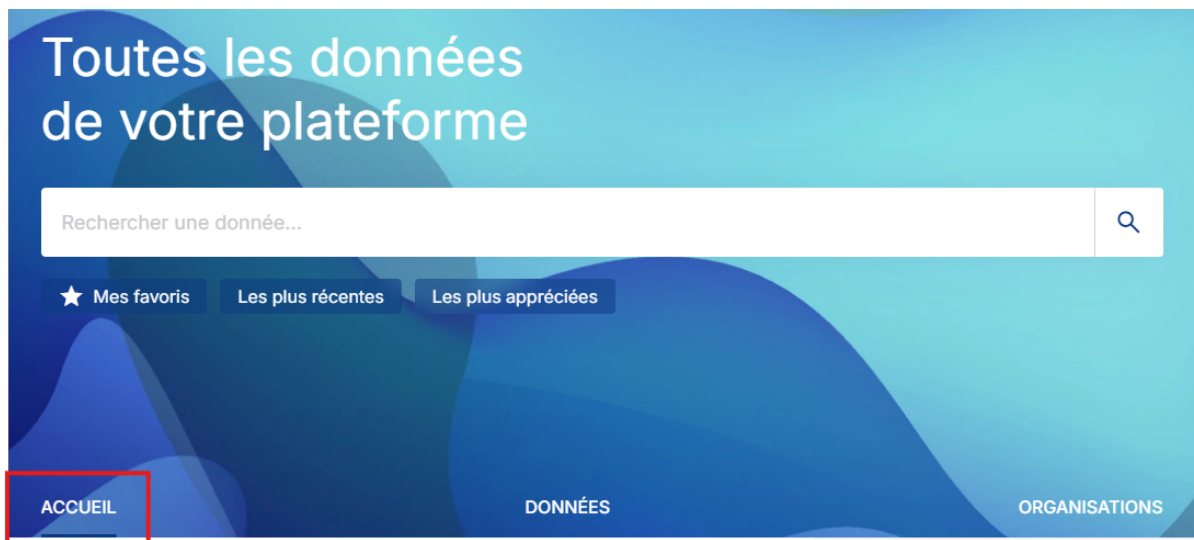 Toutes les données
de votre plateforme
Rechercher une donnée...
Mes favoris Les plus récentes Les plus appréciées
ACCUEIL DONNÉES ORGANISATIONS